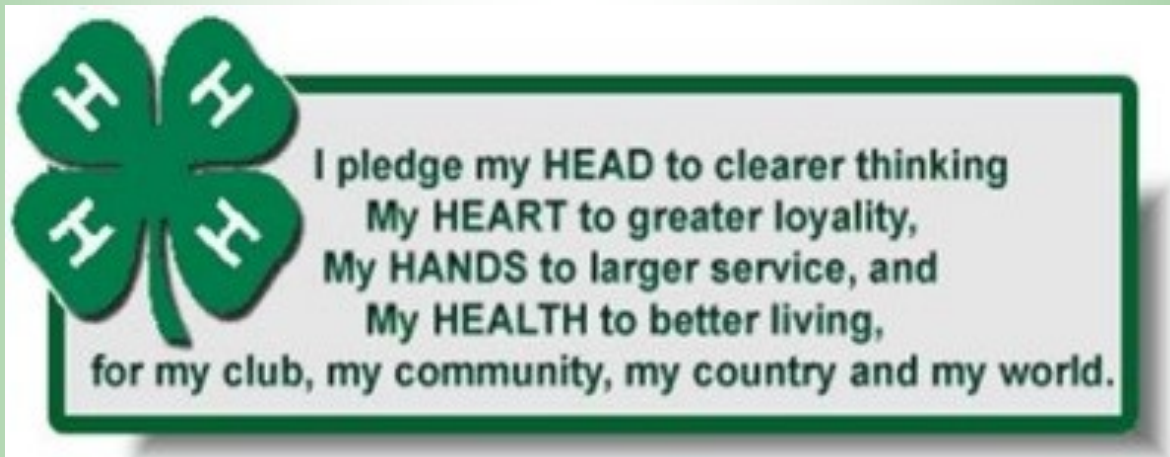 H H
H H
I pledge my HEAD to clearer thinking
My HEART to greater loyality,
My HANDS to larger service, and
My HEALTH to better living,
for my club, my community, my country and my world.